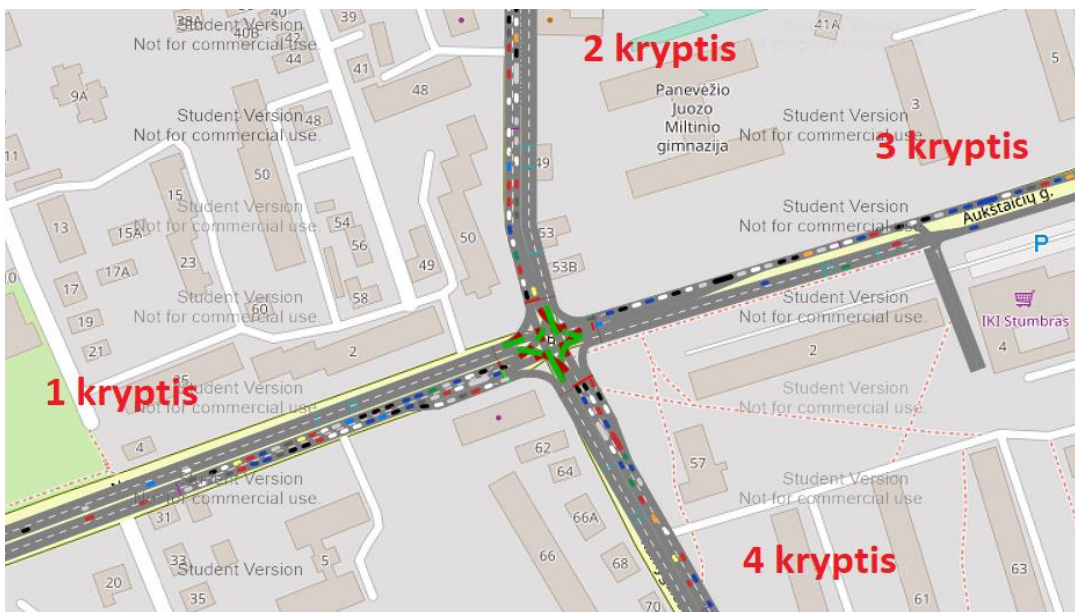 38A
40
39
Student Version
Not for commercial use.
40B
42
44
41
48
9A
2 kryptis
41A
5
Panevėžio
Juozo
Miltinio
gimnazija
3
Student Version
Not for commercial use.
Student Version
Not for commercial use.
48
11
50
15
49
3 kryptis
Student Version
Not for commercial use.
Student Version
Not for commercial use.
Aukštaičių g.
13
15A
23
54
56
50
53
17A
17
49
53B
P
58
60
19
21
Student Version
Not for commercial use.
Student Version
Not for commercial use.
IKI Stumbras
2
2
4
1 kryptis
35
Student Version
Not for commercial use.
Student Version
Not for commercial use.
4
62
64
57
Student Version
Not for commercial use.
Student Version
Not for commercial use.
31
33
5
66A
66
68
4 kryptis
63
20
35
Student Version
61
70